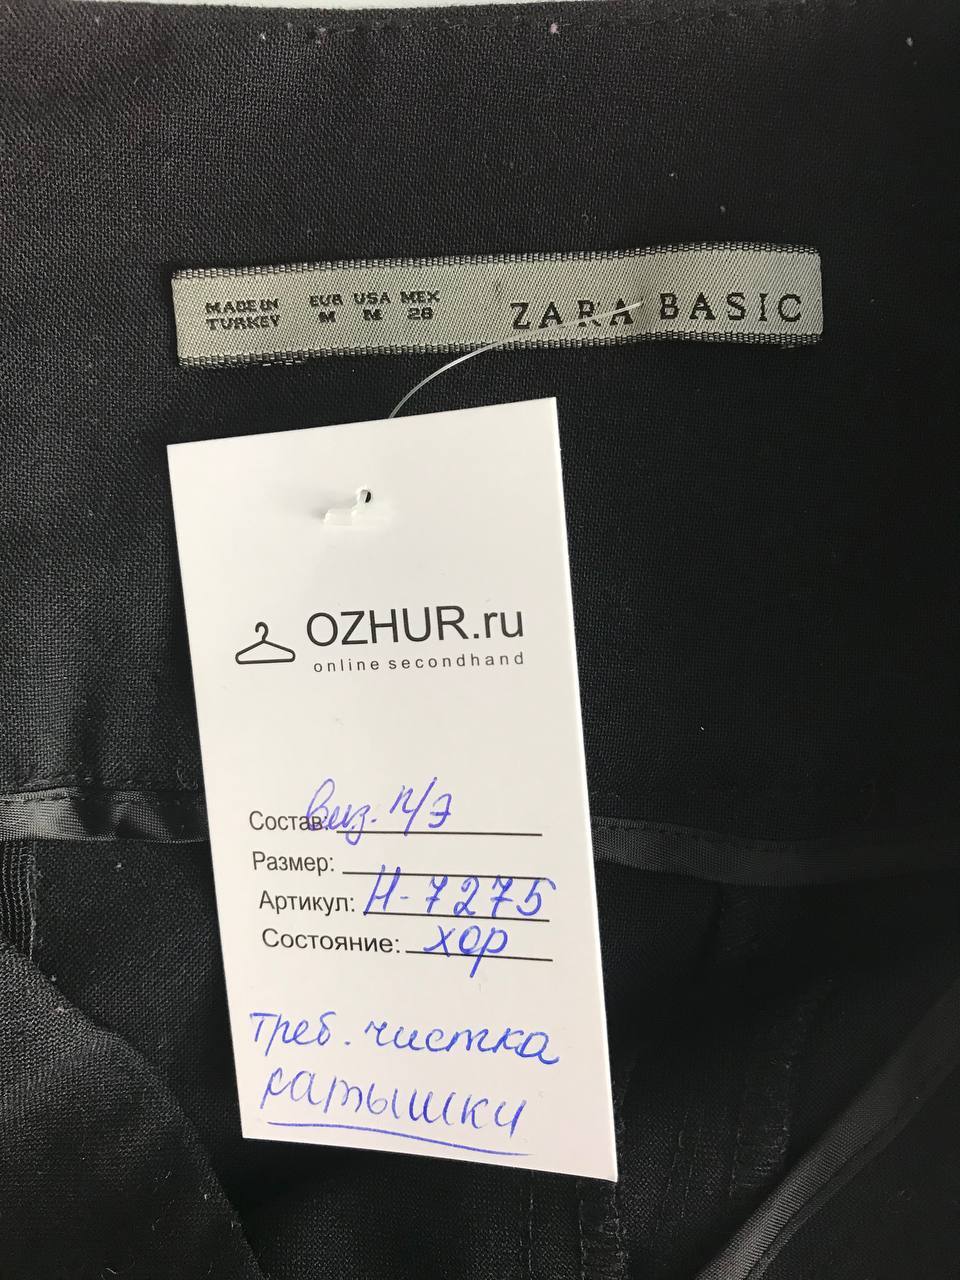 MADE IN EUR USA MEX
TURKEY M M 28
ZARA BASIC
OZHUR.ru
online secondhand
Состав: виз. п/э
Размер:
Артикул: Н-7275
Состояние: хор
треб. чистка
катышки